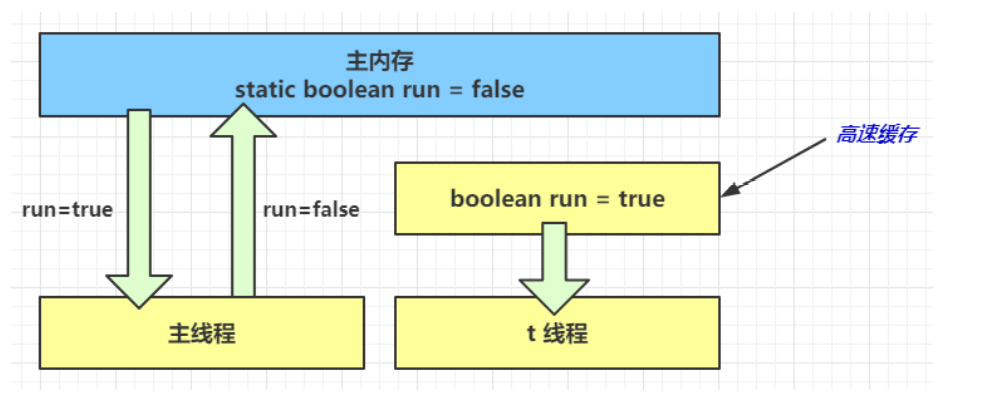 主内存
static boolean run = false
高速缓存
boolean run = true
run=true
run=false
主线程
t 线程